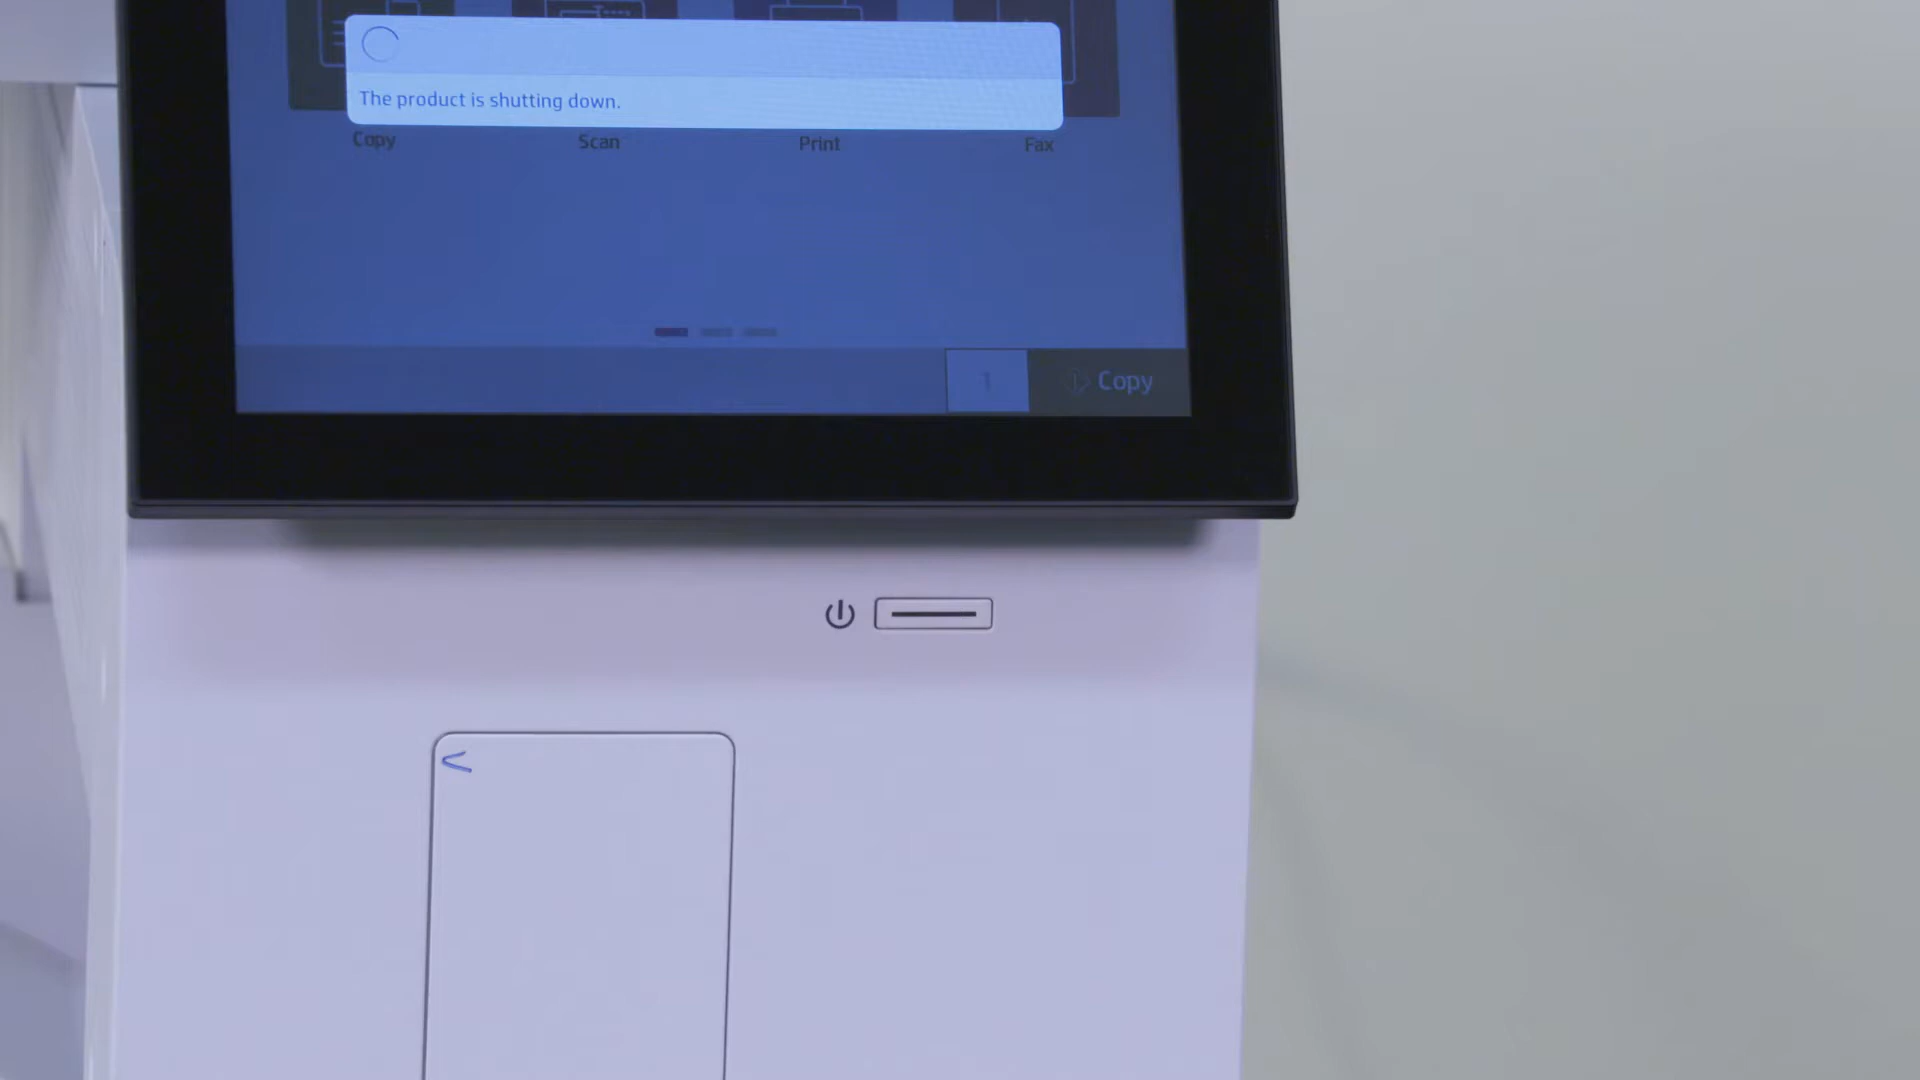 The product is shutting down.
Copy
Scan
Print
Fax
1
Copy